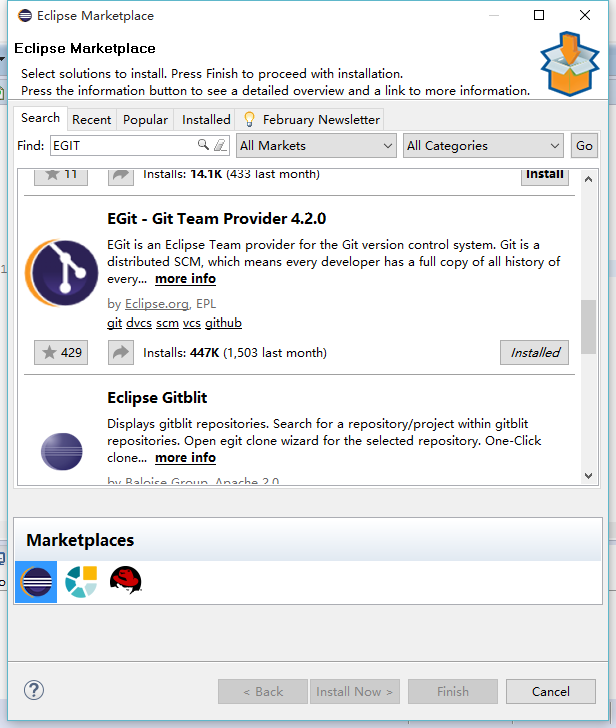 Eclipse Marketplace
Eclipse Marketplace
Select solutions to install. Press Finish to proceed with installation.
Press the information button to see a detailed overview and a link to more information.
Search Recent Popular Installed February Newsletter
Find: EGIT All Markets All Categories Go
11 Installs: 14.1K (433 last month) Install
EGit - Git Team Provider 4.2.0
EGit is an Eclipse Team provider for the Git version control system. Git is a
distributed SCM, which means every developer has a full copy of all history of
every... more info
by Eclipse.org, EPL
git dvcs scm vcs github
429 Installs: 447K (1,503 last month) Installed
Eclipse Gitblit
Displays gitblit repositories. Search for a repository/project within gitblit
repositories. Open egit clone wizard for the selected repository. One-Click
clone... more info
by Baloise Group, Apache 2.0
Marketplaces
? < Back Install Now > Finish Cancel